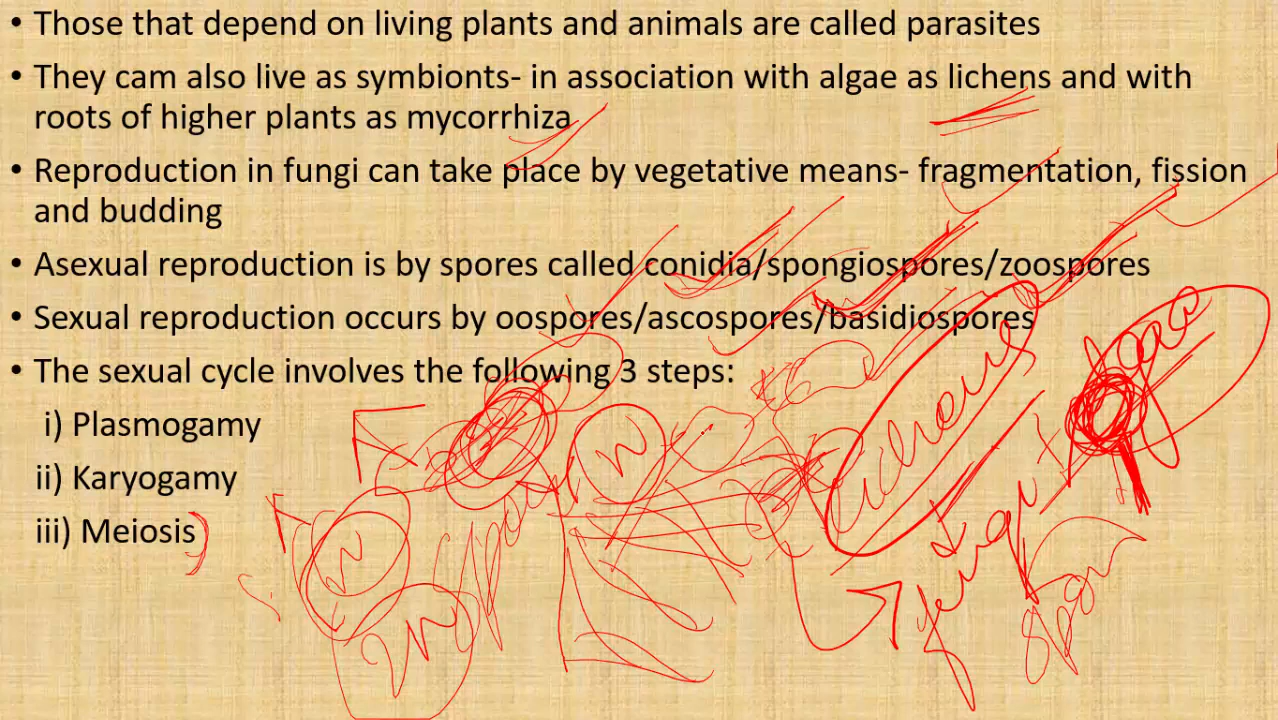 • Those that depend on living plants and animals are called parasites
• They cam also live as symbionts- in association with algae as lichens and with
roots of higher plants as mycorrhiza
• Reproduction in fungi can take place by vegetative means- fragmentation, fission
and budding
• Asexual reproduction is by spores called conidia/spongiospores/zoospores
• Sexual reproduction occurs by oospores/ascospores/basidiospores
• The sexual cycle involves the following 3 steps:
i) Plasmogamy
ii) Karyogamy
iii) Meiosis
n
n
2n